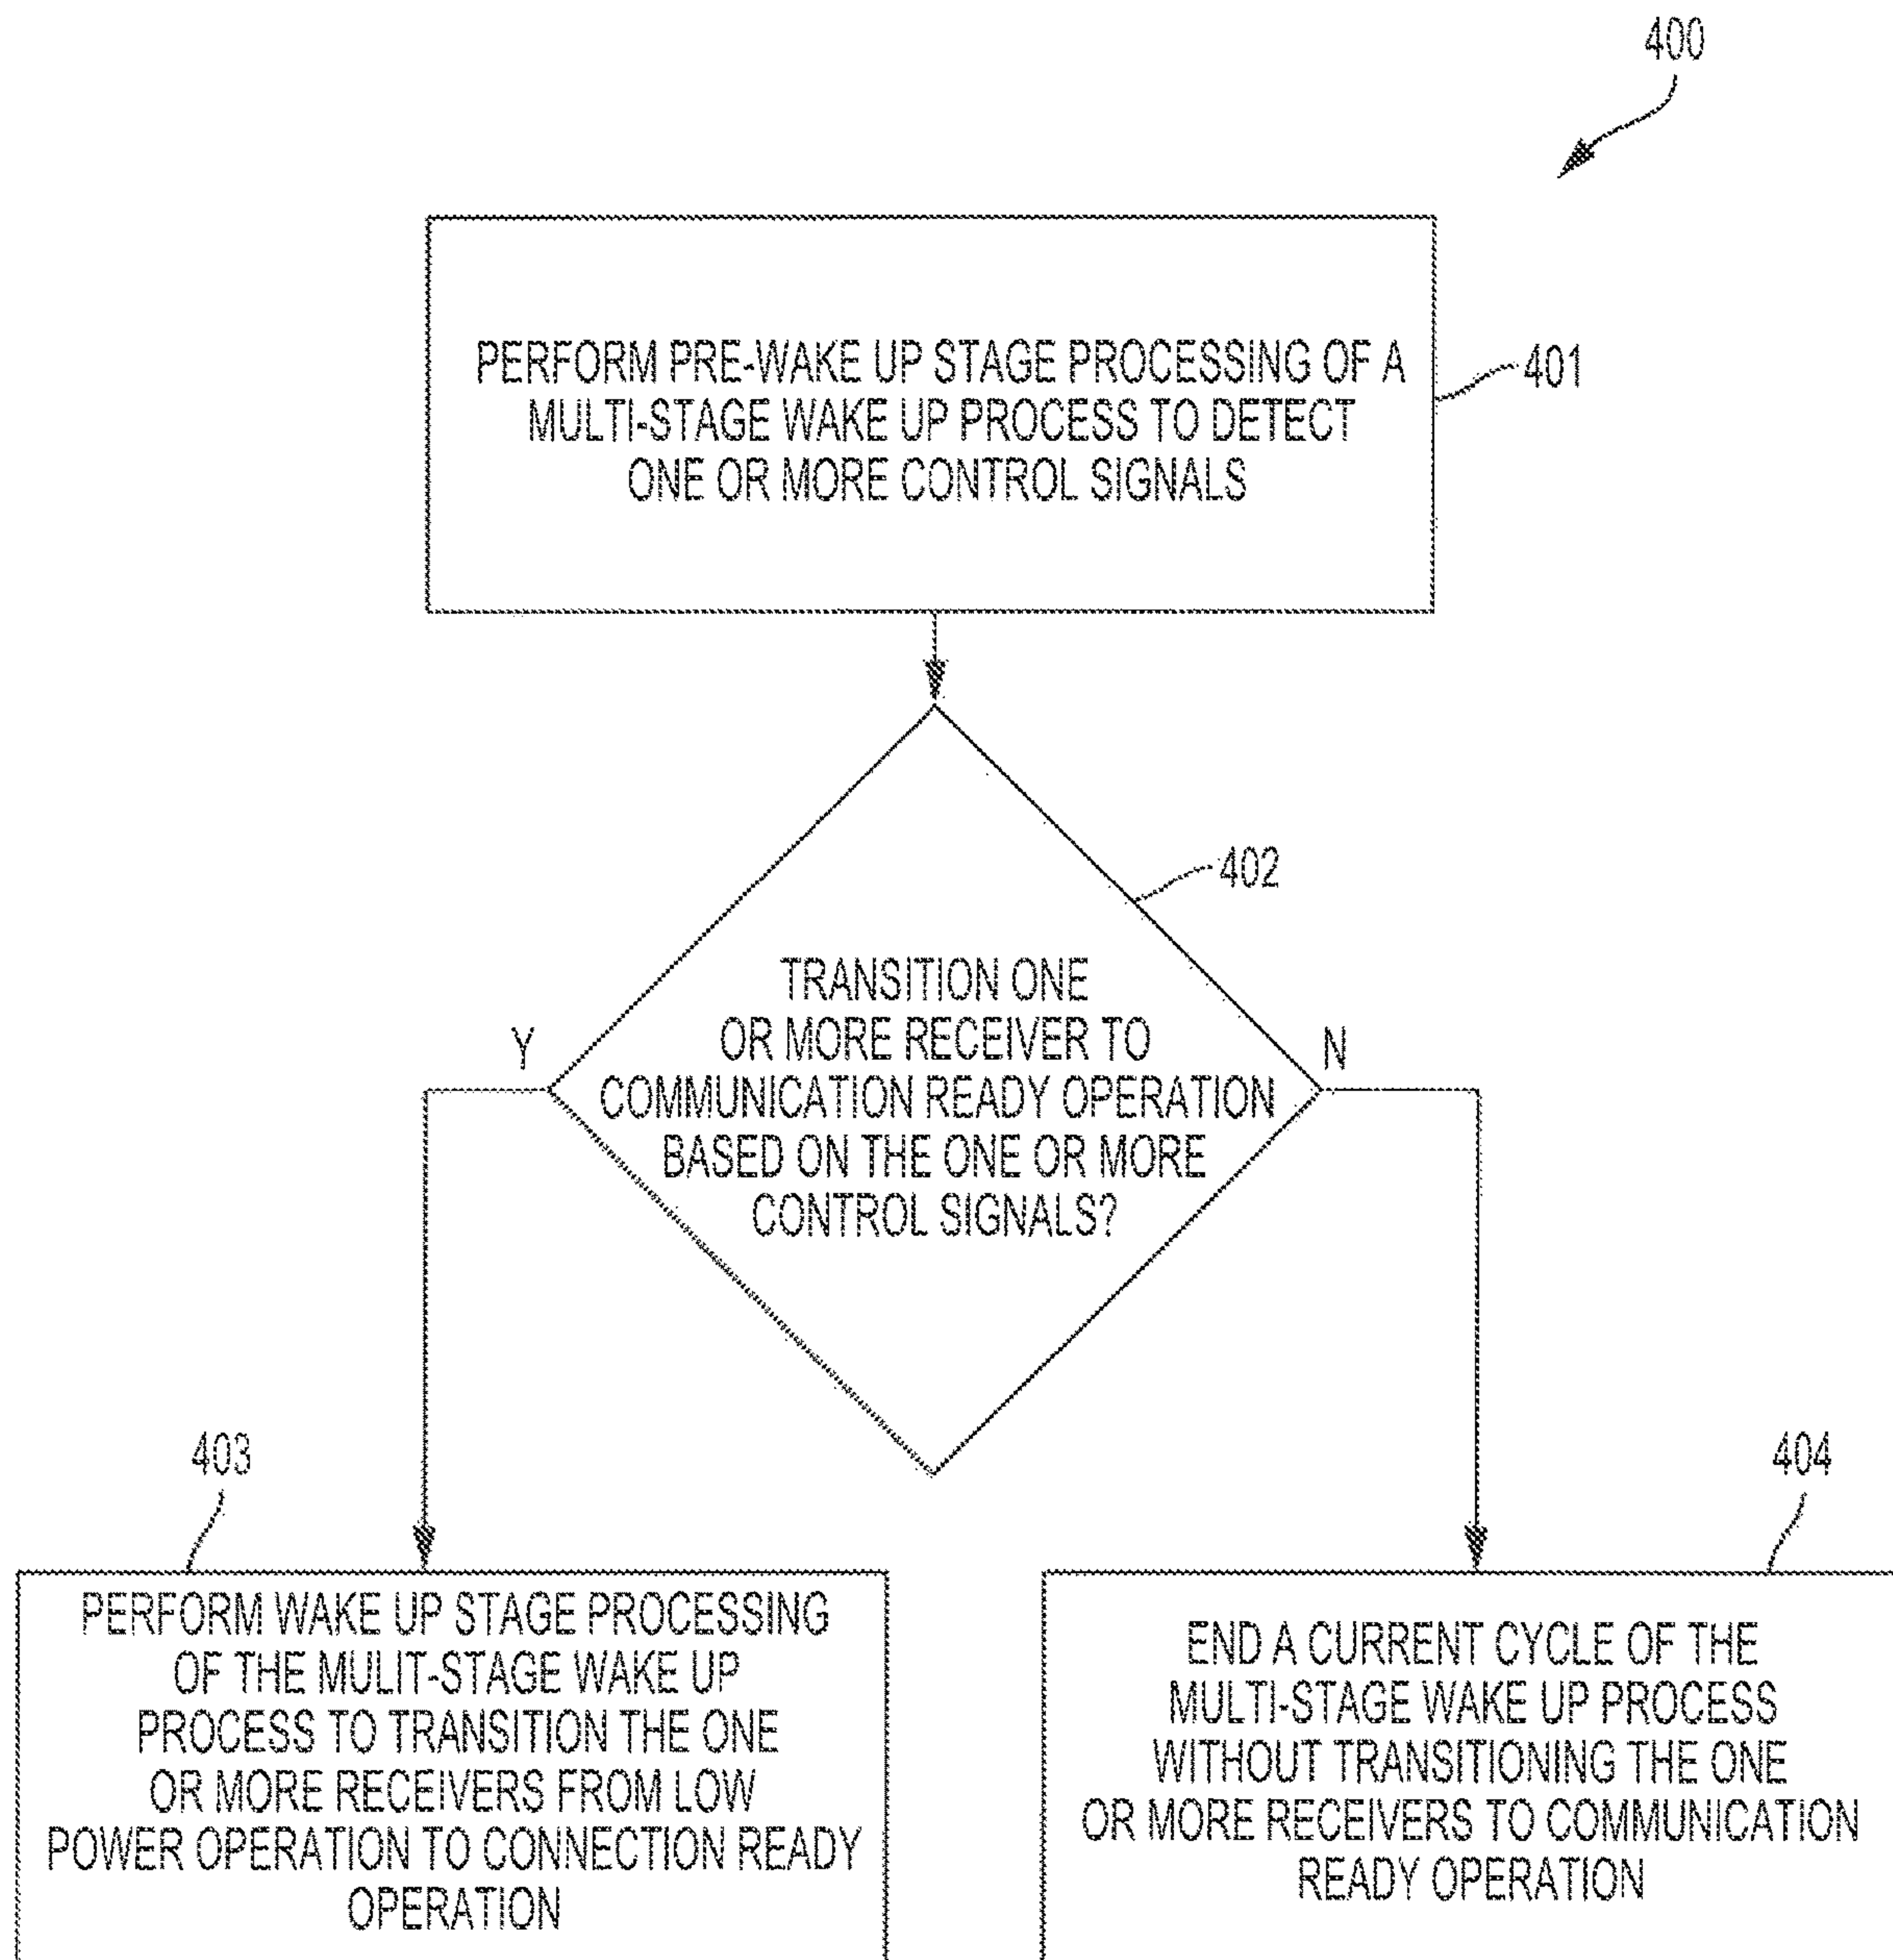 400
PERFORM PRE-WAKE UP STAGE PROCESSING OF A
MULTI-STAGE WAKE UP PROCESS TO DETECT
ONE OR MORE CONTROL SIGNALS
401
402
TRANSITION ONE
OR MORE RECEIVER TO
COMMUNICATION READY OPERATION
BASED ON THE ONE OR MORE
CONTROL SIGNALS?
Y
N
403
PERFORM WAKE UP STAGE PROCESSING
OF THE MULIT-STAGE WAKE UP
PROCESS TO TRANSITION THE ONE
OR MORE RECEIVERS FROM LOW
POWER OPERATION TO CONNECTION READY
OPERATION
404
END A CURRENT CYCLE OF THE
MULTI-STAGE WAKE UP PROCESS
WITHOUT TRANSITIONING THE ONE
OR MORE RECEIVERS TO COMMUNICATION
READY OPERATION